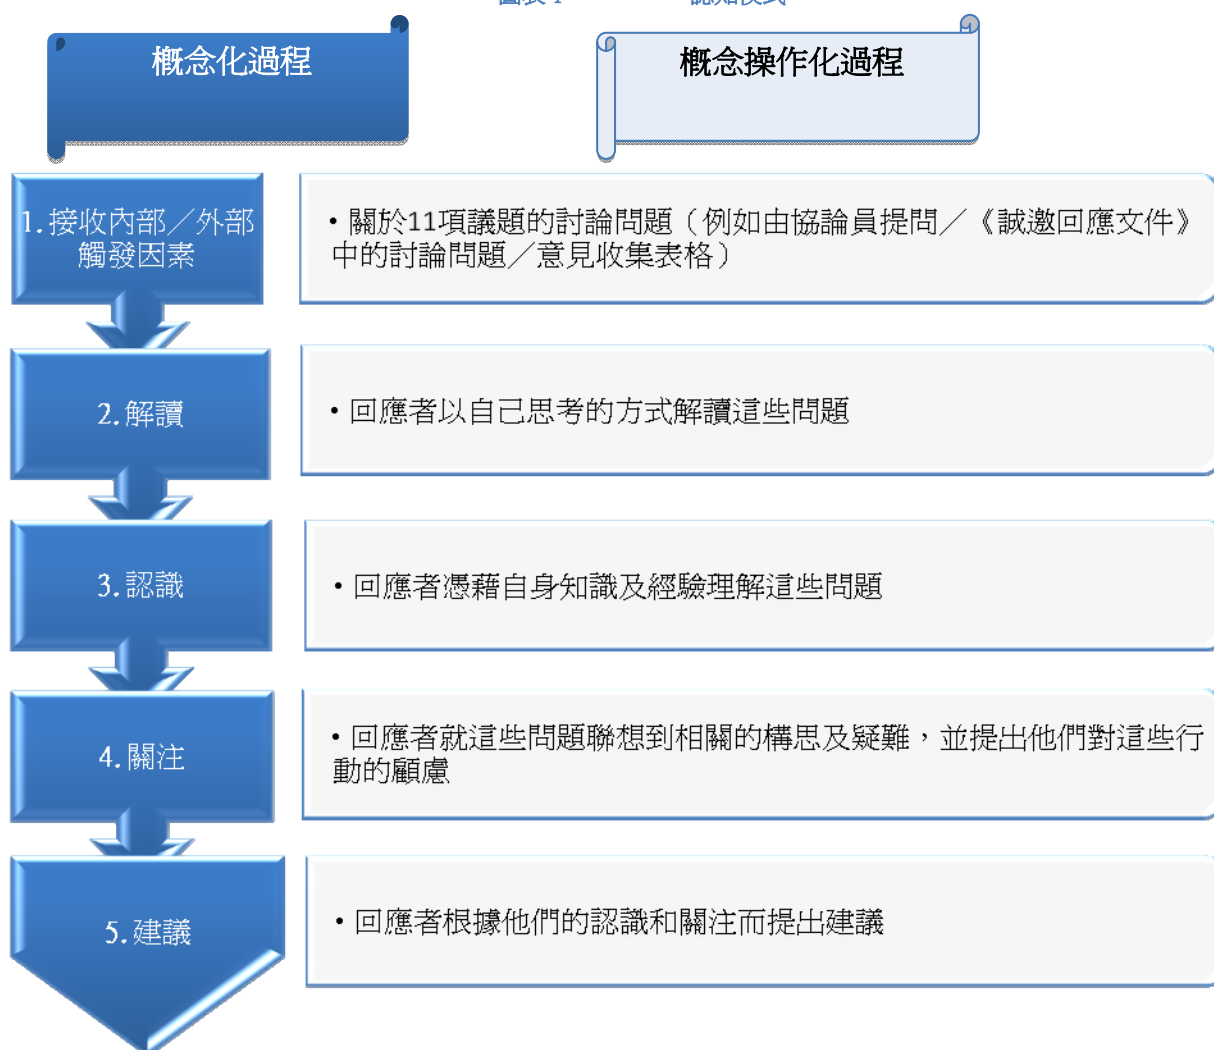 概念化過程
概念操作化過程
1.接收內部／外部
觸發因素
•關於11項議題的討論問題（例如由協論員提問／《誠邀回應文件》
中的討論問題／意見收集表格）
2.解讀
•回應者以自己思考的方式解讀這些問題
3.認識
•回應者憑藉自身知識及經驗理解這些問題
4.關注
•回應者就這些問題聯想到相關的構思及疑難，並提出他們對這些行
動的顧慮
5.建議
•回應者根據他們的認識和關注而提出建議